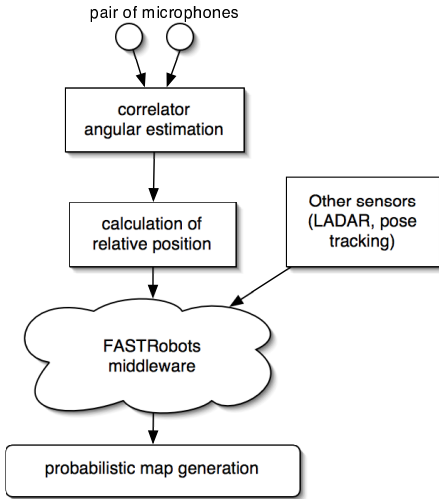 pair of microphones
correlator
angular estimation
calculation of
relative position
Other sensors
(LADAR, pose
tracking)
FASTRobots
middleware
probabilistic map generation